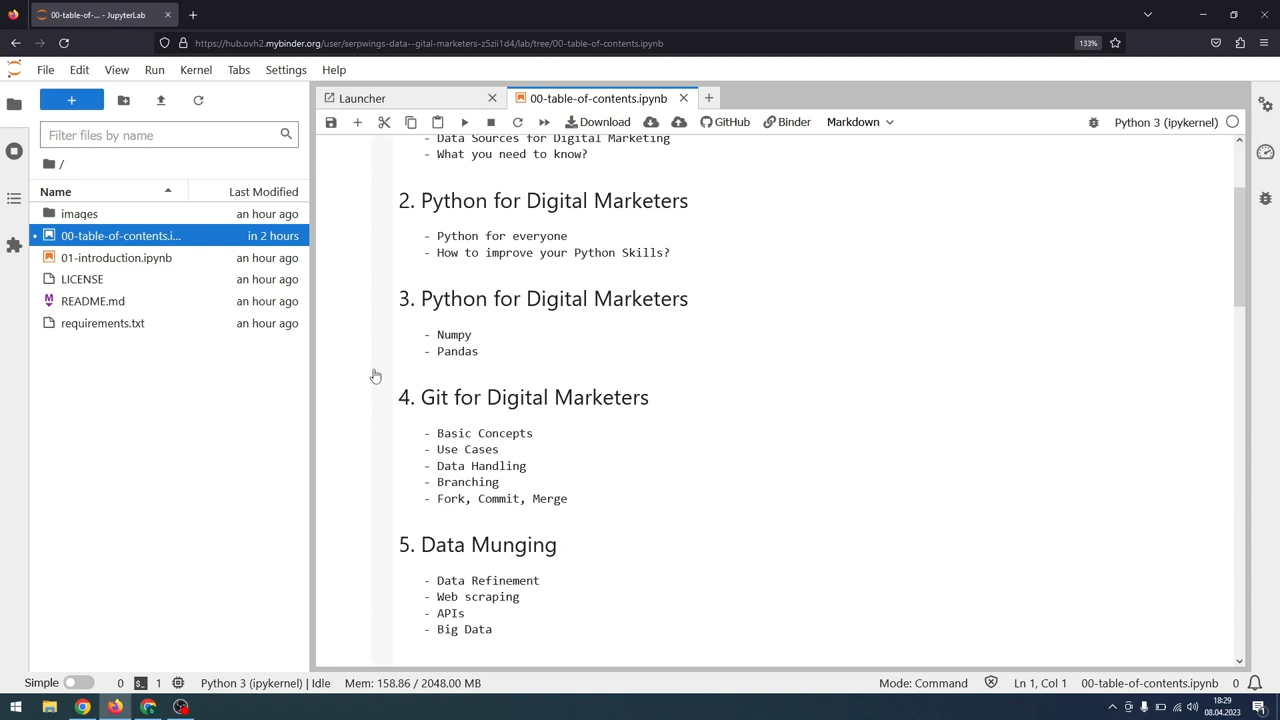 00-table-of-... - JupyterLab
https://hub.ovh2.mybinder.org/user/serpwings-data--gital-marketers-z5zii1d4/lab/tree/00-table-of-contents.ipynb
133%
File Edit View Run Kernel Tabs Settings Help
Launcher
00-table-of-contents.ipynb
Filter files by name
Download
GitHub
Binder
Markdown
Python 3 (ipykernel)
/
Name Last Modified
images an hour ago
00-table-of-contents.i... in 2 hours
01-introduction.ipynb an hour ago
LICENSE an hour ago
README.md an hour ago
requirements.txt an hour ago
- Data Sources for Digital Marketing
- What you need to know?
2. Python for Digital Marketers
- Python for everyone
- How to improve your Python Skills?
3. Python for Digital Marketers
- Numpy
- Pandas
4. Git for Digital Marketers
- Basic Concepts
- Use Cases
- Data Handling
- Branching
- Fork, Commit, Merge
5. Data Munging
- Data Refinement
- Web scraping
- APIs
- Big Data
Simple 0 1 Python 3 (ipykernel) | Idle Mem: 158.86 / 2048.00 MB Mode: Command Ln 1, Col 1 00-table-of-contents.ipynb 0
18:29
08.04.2023